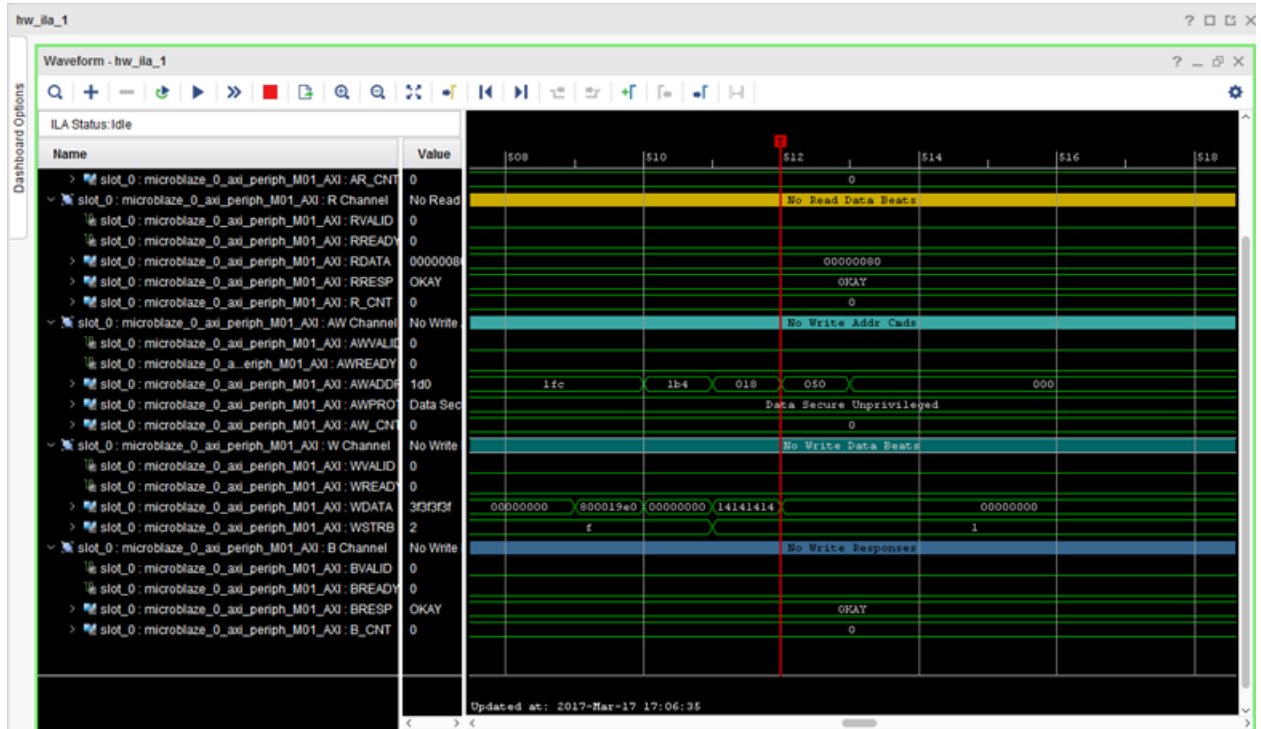 hw_ila_1
Dashboard Options
Waveform - hw_ila_1
ILA Status:Idle
Name Value 508 510 512 514 516 518
slot_0 : microblaze_0_axi_periph_M01_AXI : AR_CNT 0 0
slot_0 : microblaze_0_axi_periph_M01_AXI : R Channel No Read No Read Data Beats
slot_0 : microblaze_0_axi_periph_M01_AXI : RVALID 0
slot_0 : microblaze_0_axi_periph_M01_AXI : RREADY 0
slot_0 : microblaze_0_axi_periph_M01_AXI : RDATA 00000080 00000080
slot_0 : microblaze_0_axi_periph_M01_AXI : RRESP OKAY OKAY
slot_0 : microblaze_0_axi_periph_M01_AXI : R_CNT 0 0
slot_0 : microblaze_0_axi_periph_M01_AXI : AW Channel No Write No Write Addr Cmds
slot_0 : microblaze_0_axi_periph_M01_AXI : AWVALID 0
slot_0 : microblaze_0_a...eriph_M01_AXI : AWREADY 0
slot_0 : microblaze_0_axi_periph_M01_AXI : AWADDR 1d0 1fc 1b4 018 050 000
slot_0 : microblaze_0_axi_periph_M01_AXI : AWPROT Data Sec Data Secure Unprivileged
slot_0 : microblaze_0_axi_periph_M01_AXI : AW_CNT 0 0
slot_0 : microblaze_0_axi_periph_M01_AXI : W Channel No Write No Write Data Beats
slot_0 : microblaze_0_axi_periph_M01_AXI : WVALID 0
slot_0 : microblaze_0_axi_periph_M01_AXI : WREADY 0
slot_0 : microblaze_0_axi_periph_M01_AXI : WDATA 3f3f3f3f 00000000 800019e0 00000000 14141414 00000000
slot_0 : microblaze_0_axi_periph_M01_AXI : WSTRB 2 f 1
slot_0 : microblaze_0_axi_periph_M01_AXI : B Channel No Write No Write Responses
slot_0 : microblaze_0_axi_periph_M01_AXI : BVALID 0
slot_0 : microblaze_0_axi_periph_M01_AXI : BREADY 0
slot_0 : microblaze_0_axi_periph_M01_AXI : BRESP OKAY OKAY
slot_0 : microblaze_0_axi_periph_M01_AXI : B_CNT 0 0
Updated at: 2017-Mar-17 17:06:35